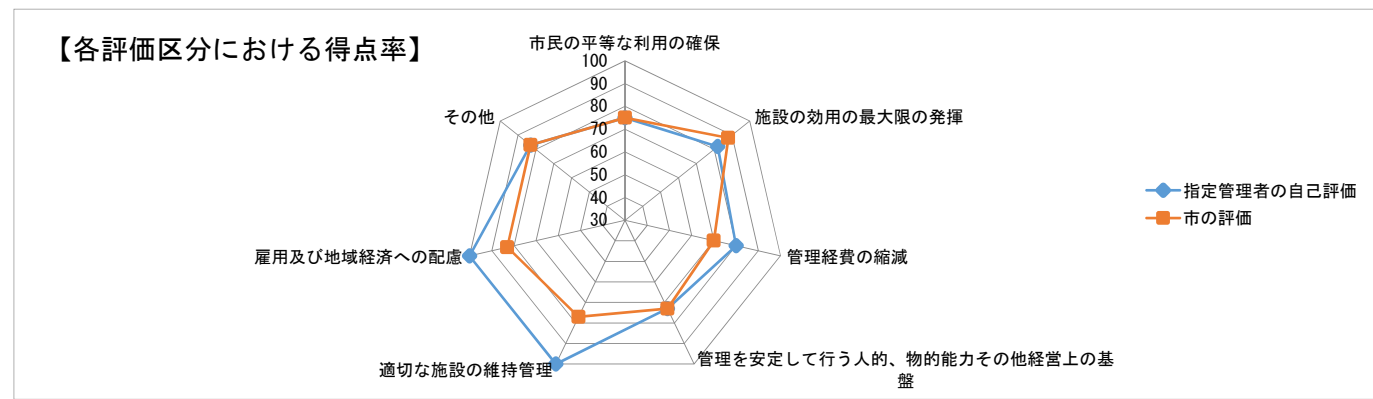 【各評価区分における得点率】
市民の平等な利用の確保
100
90
80
70
60
50
40
30
その他
施設の効用の最大限の発揮
指定管理者の自己評価
市の評価
雇用及び地域経済への配慮
管理経費の縮減
適切な施設の維持管理
管理を安定して行う人的、物的能力その他経営上の基
盤